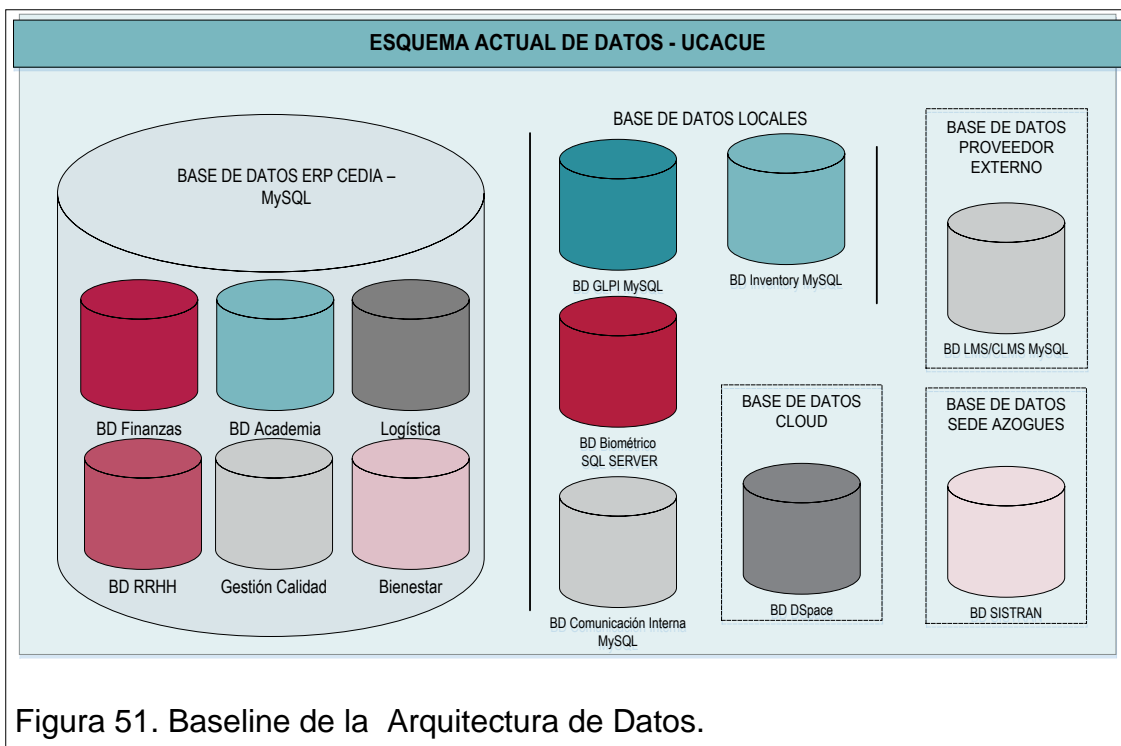 ESQUEMA ACTUAL DE DATOS - UCACUE
BASE DE DATOS ERP CEDIA –
MySQL
BD Finanzas
BD Academia
Logística
BD RRHH
Gestión Calidad
Bienestar
BASE DE DATOS LOCALES
BD GLPI MySQL
BD Inventory MySQL
BD Biométrico
SQL SERVER
BD Comunicación Interna
MySQL
BASE DE DATOS
CLOUD
BD DSpace
BASE DE DATOS
PROVEEDOR
EXTERNO
BD LMS/CLMS MySQL
BASE DE DATOS
SEDE AZOGUES
BD SISTRAN
Figura 51. Baseline de la Arquitectura de Datos.